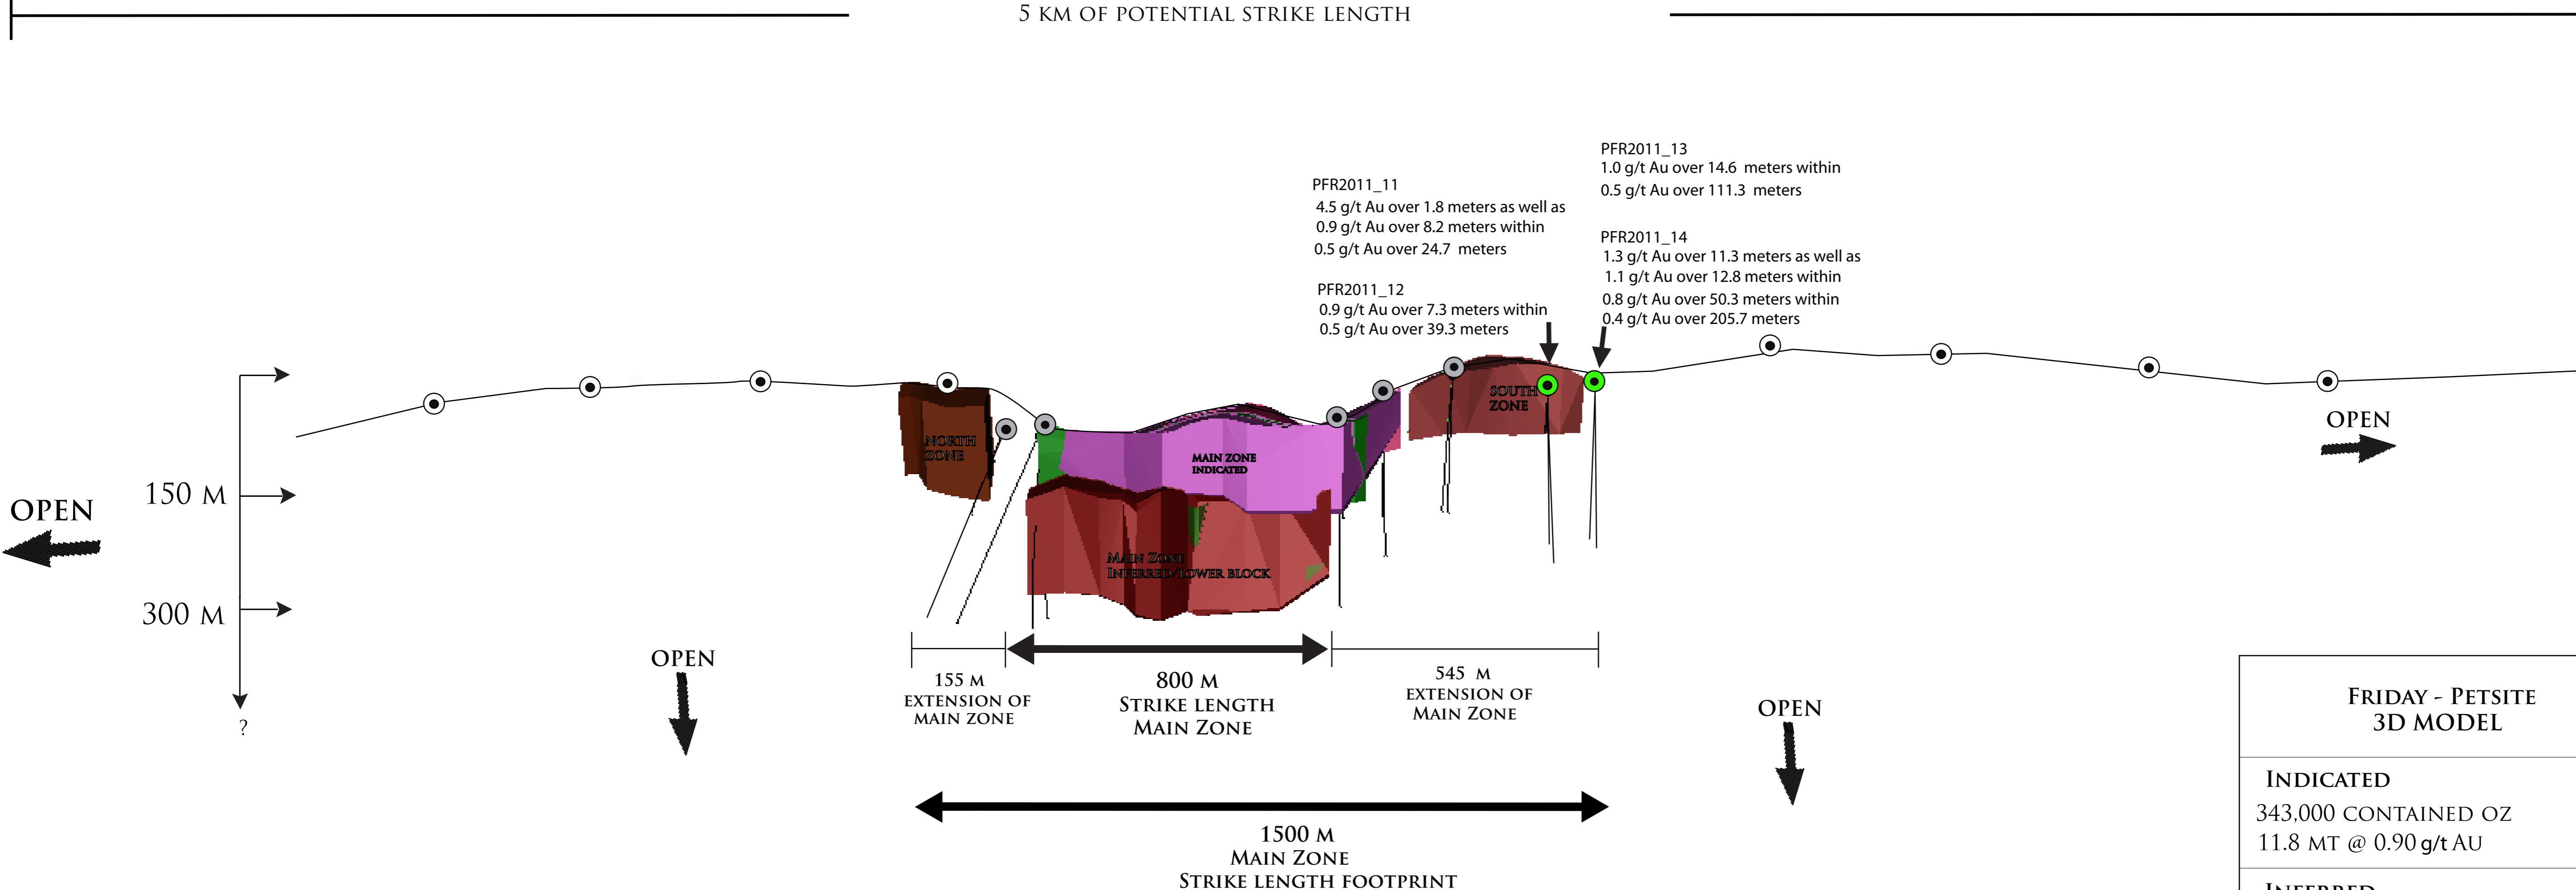 5 KM OF POTENTIAL STRIKE LENGTH
PFR2011_13
1.0 g/t Au over 14.6 meters within
0.5 g/t Au over 111.3 meters
PFR2011_11
4.5 g/t Au over 1.8 meters as well as
0.9 g/t Au over 8.2 meters within
0.5 g/t Au over 24.7 meters
PFR2011_14
1.3 g/t Au over 11.3 meters as well as
1.1 g/t Au over 12.8 meters within
0.8 g/t Au over 50.3 meters within
0.4 g/t Au over 205.7 meters
PFR2011_12
0.9 g/t Au over 7.3 meters within
0.5 g/t Au over 39.3 meters
SOUTH
ZONE
OPEN
NORTH
ZONE
MAIN ZONE
INDICATED
150 M
OPEN
MAIN ZONE
INFERRED/LOWER BLOCK
300 M
?
OPEN
155 M
EXTENSION OF
MAIN ZONE
800 M
STRIKE LENGTH
MAIN ZONE
545 M
EXTENSION OF
MAIN ZONE
OPEN
1500 M
MAIN ZONE
STRIKE LENGTH FOOTPRINT
FRIDAY - PETSITE
3D MODEL
INDICATED
343,000 CONTAINED OZ
11.8 MT @ 0.90 g/t AU
INFERRED